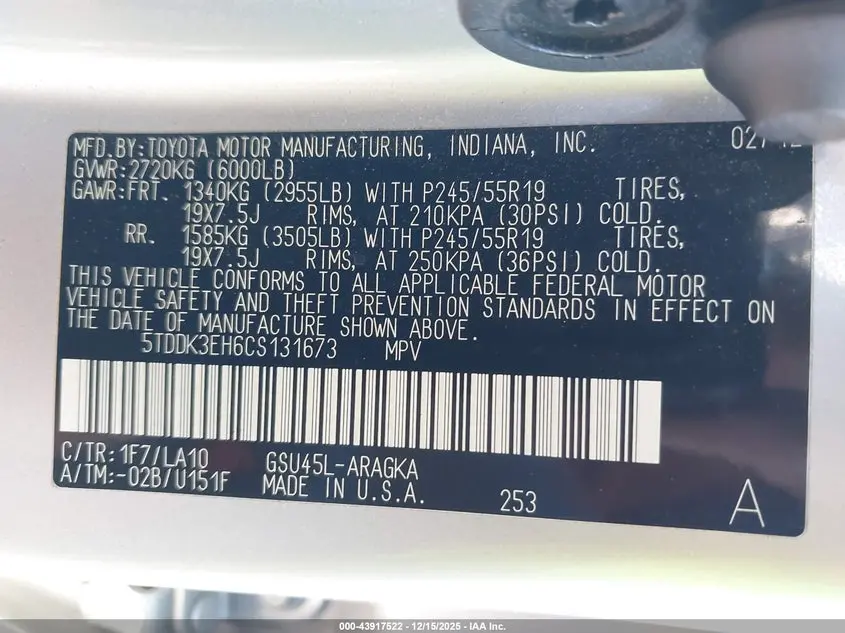 MFD.BY:TOYOTA MOTOR MANUFACTURING, INDIANA, INC.
GVWR:2720KG (6000LB)
GAWR:FRT. 1340KG (2955LB) WITH P245/55R19 TIRES,
19X7.5J RIMS, AT 210KPA (30PSI) COLD.
RR. 1585KG (3505LB) WITH P245/55R19 TIRES,
19X7.5J RIMS, AT 250KPA (36PSI) COLD.
THIS VEHICLE CONFORMS TO ALL APPLICABLE FEDERAL MOTOR
VEHICLE SAFETY AND THEFT PREVENTION STANDARDS IN EFFECT ON
THE DATE OF MANUFACTURE SHOWN ABOVE.
5TDDK3EH6CS131673 MPV
C/TR:1F7/LA10 GSU45L-ARAGKA
A/TM:-02B/U151F MADE IN U.S.A. 253 A
000-43917522 - 12/15/2025 - IAA Inc.